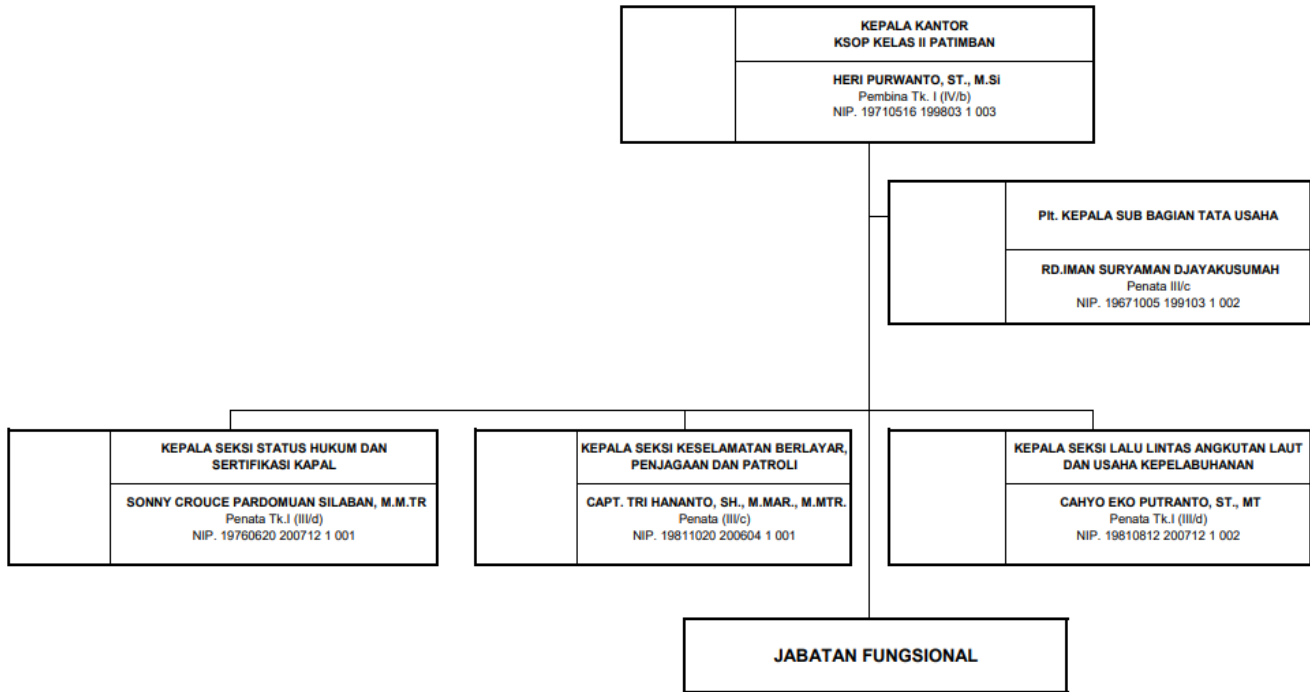 KEPALA KANTOR
KSOP KELAS II PATIMBAN
HERI PURWANTO, ST., M.Si
Pembina Tk. I (IV/b)
NIP. 19710516 199803 1 003
Plt. KEPALA SUB BAGIAN TATA USAHA
RD.IMAN SURYAMAN DJAYAKUSUMAH
Penata III/c
NIP. 19671005 199103 1 002
KEPALA SEKSI STATUS HUKUM DAN
SERTIFIKASI KAPAL
SONNY CROUCE PARDOMUAN SILABAN, M.M.TR
Penata Tk.I (III/d)
NIP. 19760620 200712 1 001
KEPALA SEKSI KESELAMATAN BERLAYAR,
PENJAGAAN DAN PATROLI
CAPT. TRI HANANTO, SH., M.MAR., M.MTR.
Penata (III/c)
NIP. 19811020 200604 1 001
KEPALA SEKSI LALU LINTAS ANGKUTAN LAUT
DAN USAHA KEPELABUHANAN
CAHYO EKO PUTRANTO, ST., MT
Penata Tk.I (III/d)
NIP. 19810812 200712 1 002
JABATAN FUNGSIONAL